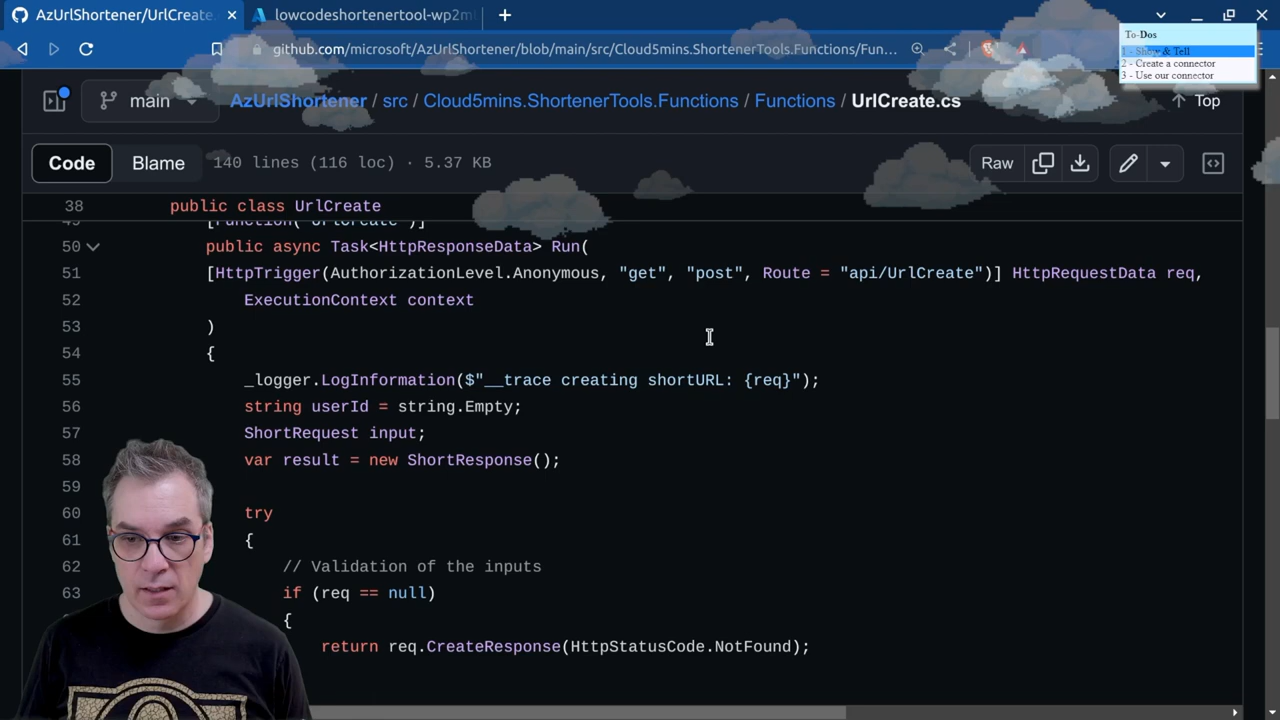 AzUrlShortener/UrlCreate.
lowcodeshortenertool-wp2m
github.com/microsoft/AzUrlShortener/blob/main/src/Cloud5mins.ShortenerTools.Functions/Fun...
To-Dos
1 - Show & Tell
2 - Create a connector
3 - Use our connector
main
AzUrlShortener / src / Cloud5mins.ShortenerTools.Functions / Functions / UrlCreate.cs
Top
Code
Blame
140 lines (116 loc) · 5.37 KB
Raw
38 public class UrlCreate
[Function("UrlCreate")]
50 public async Task<HttpResponseData> Run(
51 [HttpTrigger(AuthorizationLevel.Anonymous, "get", "post", Route = "api/UrlCreate")] HttpRequestData req,
52 ExecutionContext context
53 )
54 {
55 _logger.LogInformation($"__trace creating shortURL: {req}");
56 string userId = string.Empty;
57 ShortRequest input;
58 var result = new ShortResponse();
59
60 try
61 {
62 // Validation of the inputs
63 if (req == null)
{
return req.CreateResponse(HttpStatusCode.NotFound);